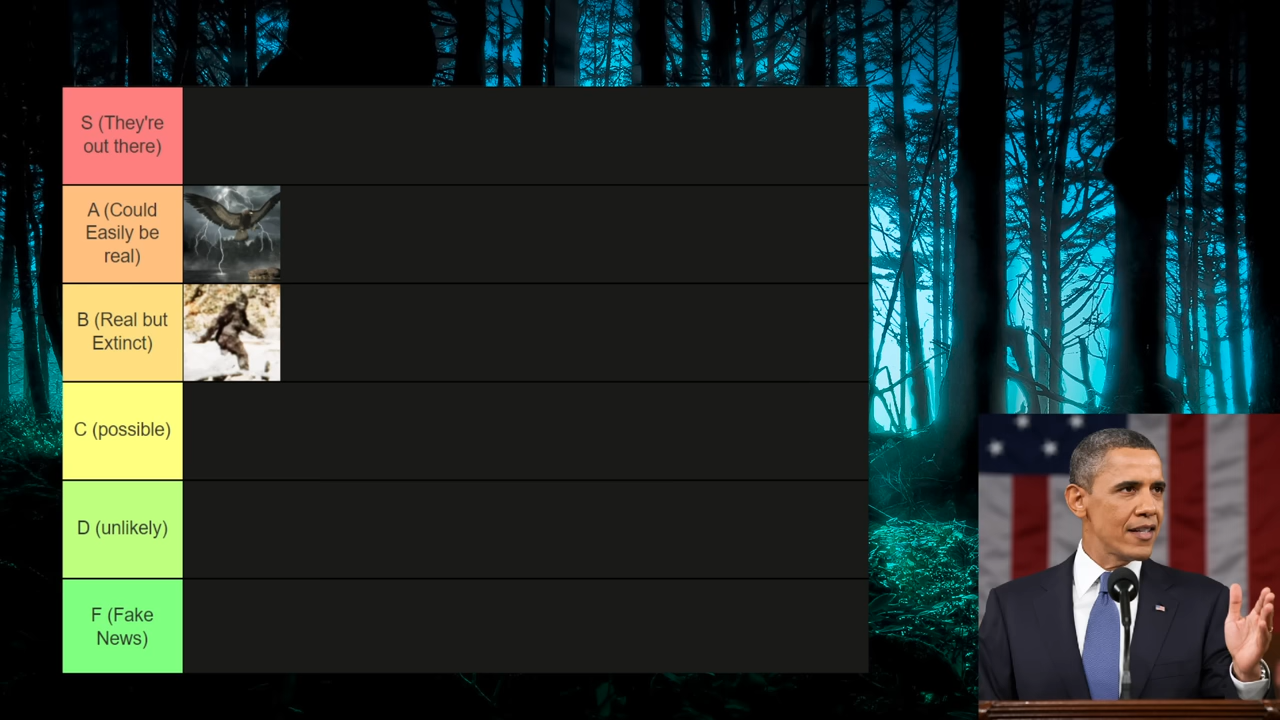 S (They're
out there)
A (Could
Easily be
real)
B (Real but
Extinct)
C (possible)
D (unlikely)
F (Fake
News)